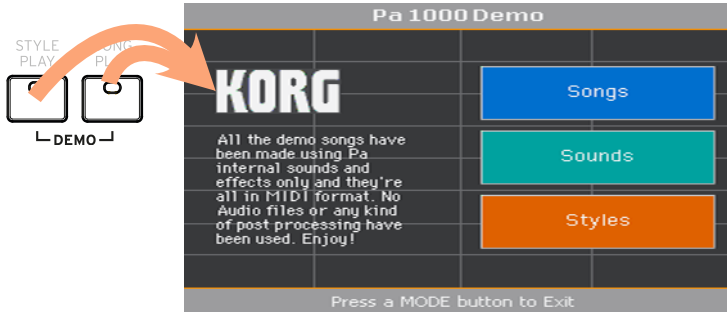 STYLE
PLAY
DEMO
Pa 1000 Demo
KORG
All the demo songs have
been made using Pa
internal sounds and
effects only and they're
all in MIDI format. No
Audio files or any kind
of post processing have
been used. Enjoy!
Songs
Sounds
Styles
Press a MODE button to Exit